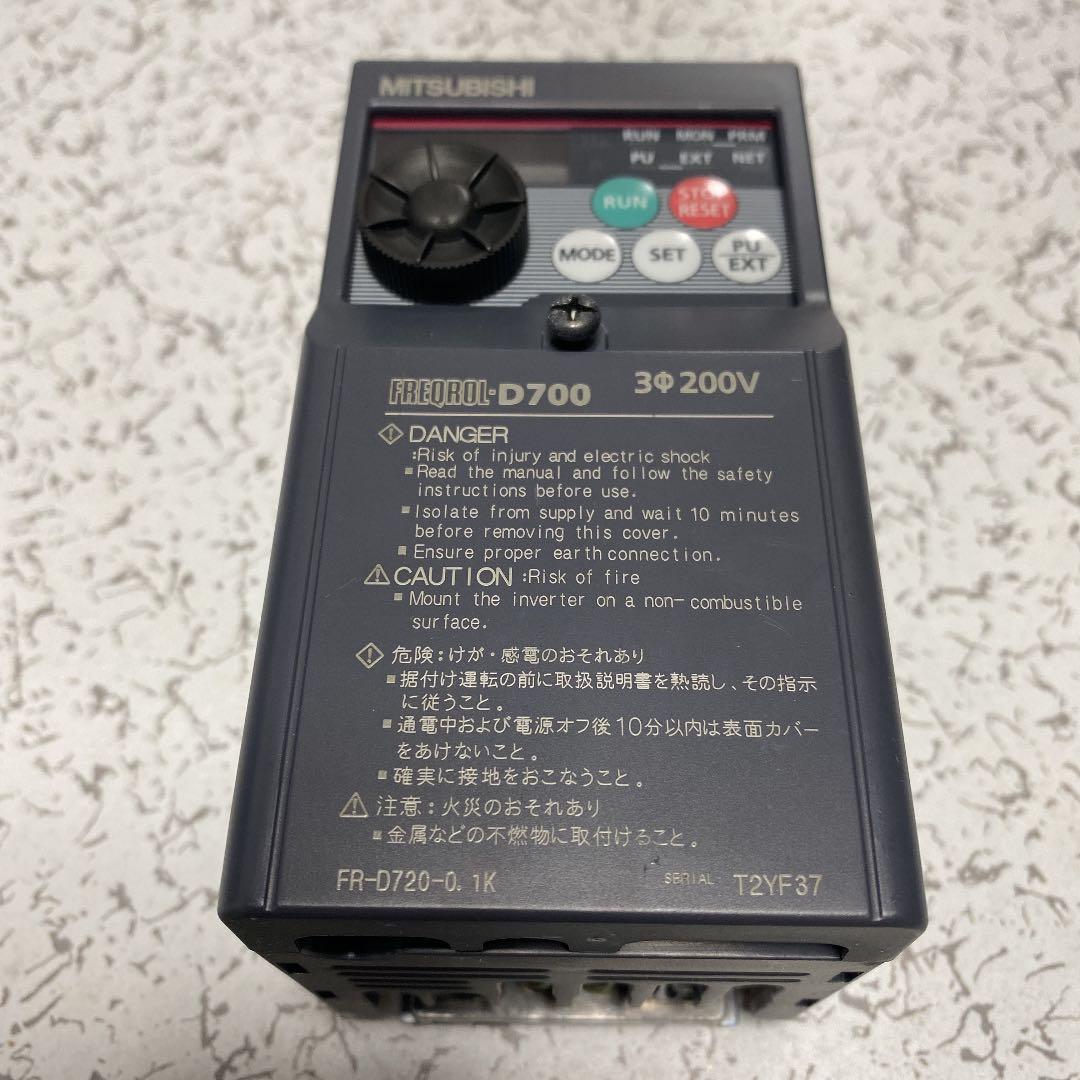 MITSUBISHI
RUN MON PRM
PU EXT NET
RUN
STOP
RESET
MODE
SET
PU
EXT
FREQROL-D700 3Φ200V
DANGER
:Risk of injury and electric shock
▪Read the manual and follow the safety
instructions before use.
▪Isolate from supply and wait 10 minutes
before removing this cover.
▪Ensure proper earth connection.
CAUTION :Risk of fire
▪Mount the inverter on a non-combustible
surface.
危険：けが・感電のおそれあり
▪据付け運転の前に取扱説明書を熟読し、その指示
に従うこと。
▪通電中および電源オフ後10分以内は表面カバー
をあけないこと。
▪確実に接地をおこなうこと。
注意：火災のおそれあり
▪金属などの不燃物に取付けること。
FR-D720-0.1K SERIAL T2YF37